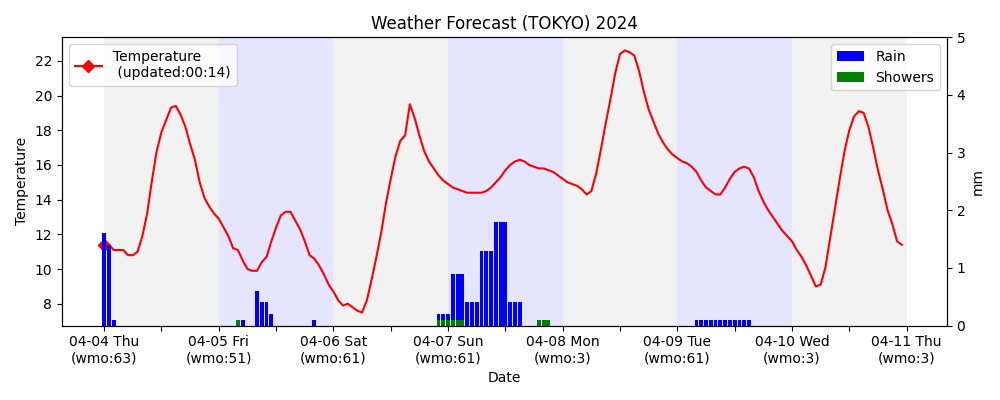 Weather Forecast (TOKYO) 2024
Temperature
(updated:00:14)
Rain
Showers
Temperature
22
20
18
16
14
12
10
8
5
4
3
2
1
0
mm
04-04 Thu
(wmo:63)
04-05 Fri
(wmo:51)
04-06 Sat
(wmo:61)
04-07 Sun
(wmo:61)
04-08 Mon
(wmo:3)
04-09 Tue
(wmo:61)
04-10 Wed
(wmo:3)
04-11 Thu
(wmo:3)
Date